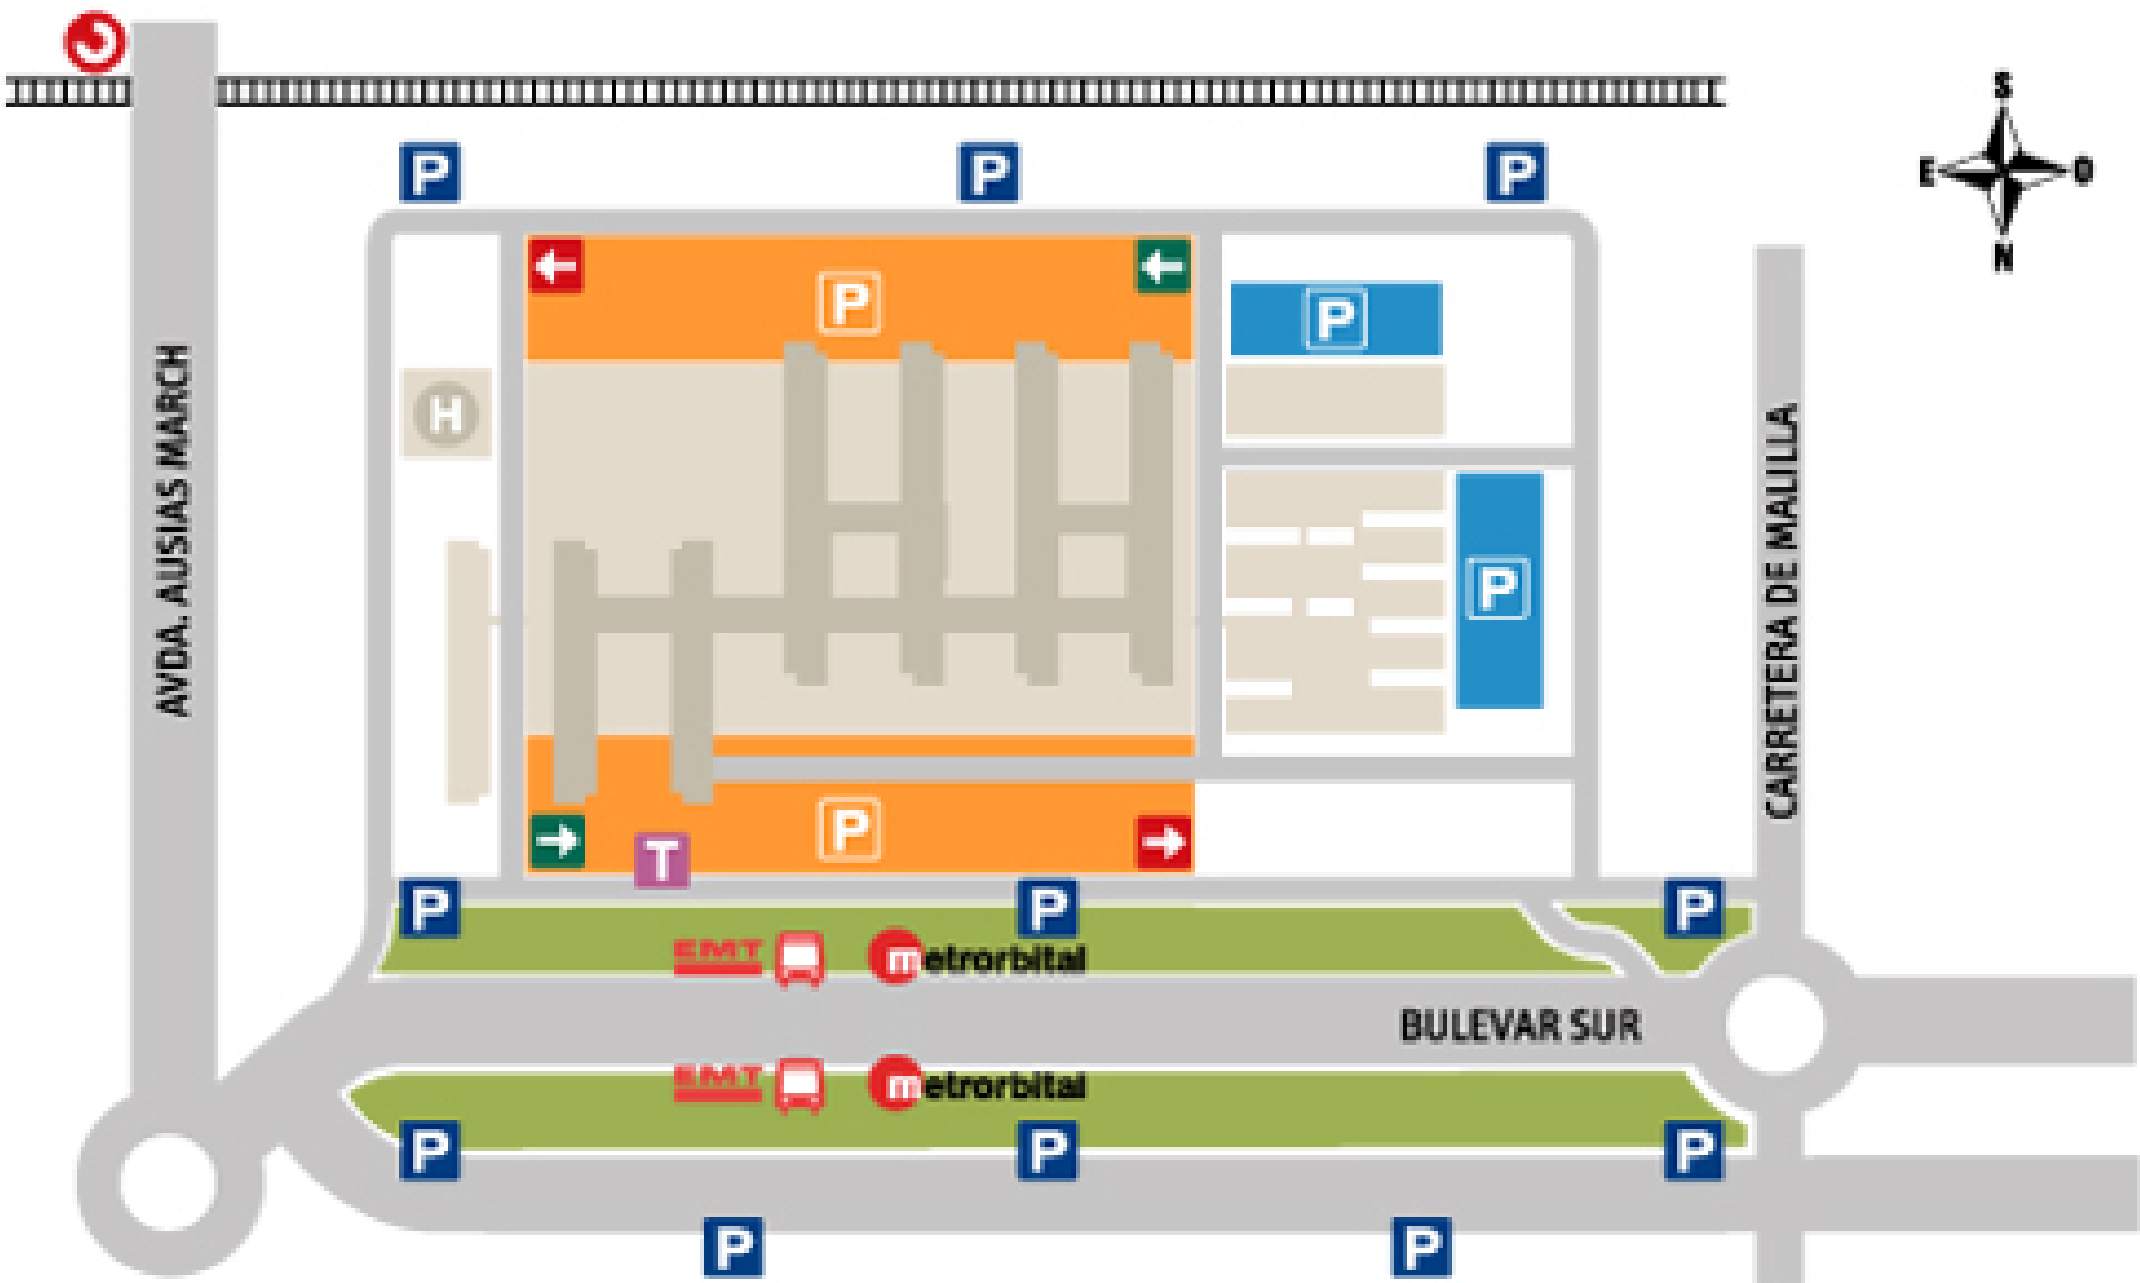 S
E O
N
P P P
P
P
H
P
P
AVDA. AUSIAS MARCH
CARRETERA DE MALILLA
P
T
P P P
EMT metrorbital
BULEVAR SUR
EMT metrorbital
P P P
P P